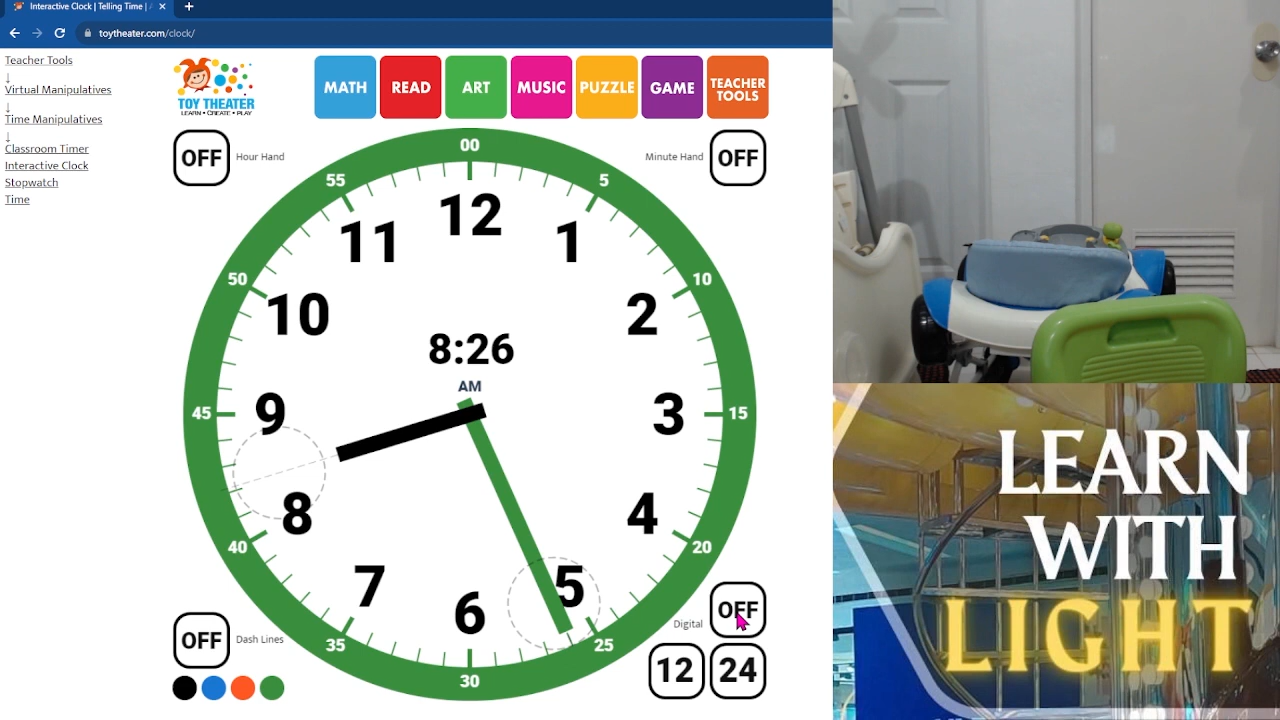 Interactive Clock | Telling Time |
toytheater.com/clock/
Teacher Tools
↓
Virtual Manipulatives
↓
Time Manipulatives
↓
Classroom Timer
Interactive Clock
Stopwatch
Time
TOY THEATER
LEARN • CREATE • PLAY
MATH
READ
ART
MUSIC
PUZZLE
GAME
TEACHER
TOOLS
OFF
Hour Hand
Minute Hand
OFF
00
5
10
15
20
25
30
35
40
45
50
55
12
1
2
3
4
5
6
7
8
9
10
11
8:26
AM
OFF
Dash Lines
Digital
OFF
12
24
LEARN
WITH
LIGHT